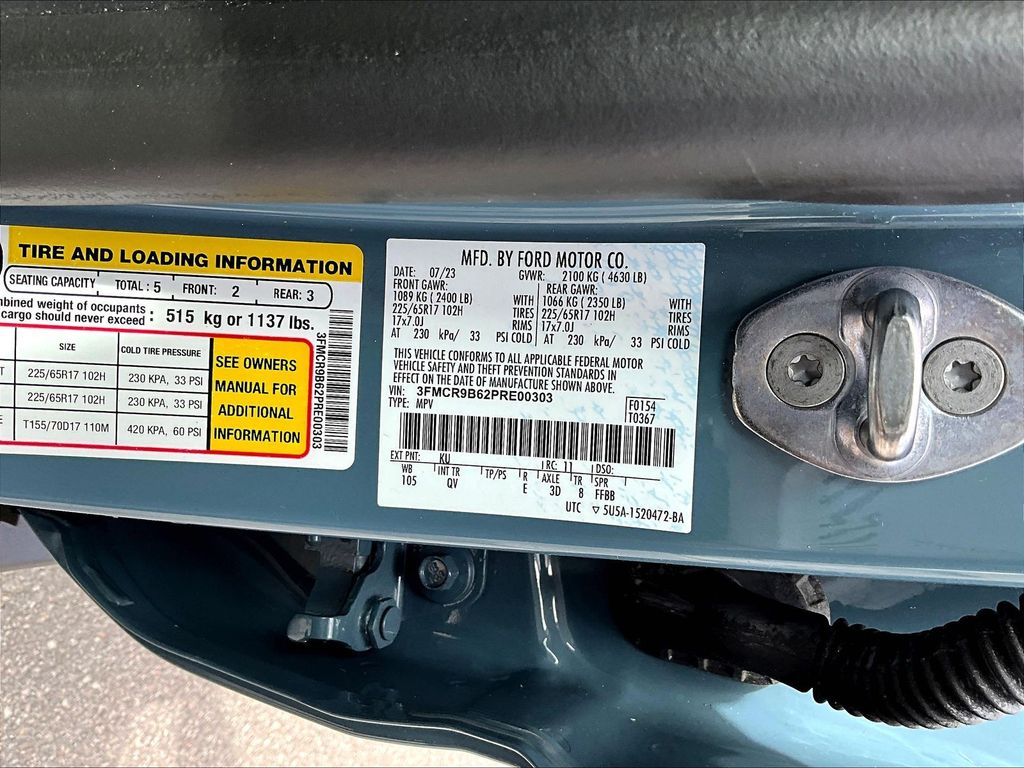 TIRE AND LOADING INFORMATION
SEATING CAPACITY TOTAL : 5 FRONT: 2 REAR: 3
weight of occupants
cargo should never exceed : 515 kg or 1137 lbs.
SIZE COLD TIRE PRESSURE
225/65R17 102H 230 KPA, 33 PSI
225/65R17 102H 230 KPA, 33 PSI
T155/70D17 110M 420 KPA, 60 PSI
SEE OWNERS
MANUAL FOR
ADDITIONAL
INFORMATION
3FMCR9B62PRE00303
MFD. BY FORD MOTOR CO.
DATE: 07/23 GVWR: 2100 KG ( 4630 LB)
FRONT GAWR: REAR GAWR:
1089 KG ( 2400 LB) WITH 1066 KG ( 2350 LB) WITH
225/65R17 102H TIRES 225/65R17 102H TIRES
17x7.0J RIMS 17x7.0J RIMS
AT 230 kPa/ 33 PSI COLD AT 230 kPa/ 33 PSI COLD
THIS VEHICLE CONFORMS TO ALL APPLICABLE FEDERAL MOTOR
VEHICLE SAFETY AND THEFT PREVENTION STANDARDS IN
EFFECT ON THE DATE OF MANUFACTURE SHOWN ABOVE.
VIN: 3FMCR9B62PRE00303 F0154
TYPE: MPV T0367
EXT PNT: KU RC: 11 DSO:
WB INT TR TP/PS R AXLE TR SPR
105 QV E 3D 8 FFBB
UTC ▽ 5U5A-1520472-BA